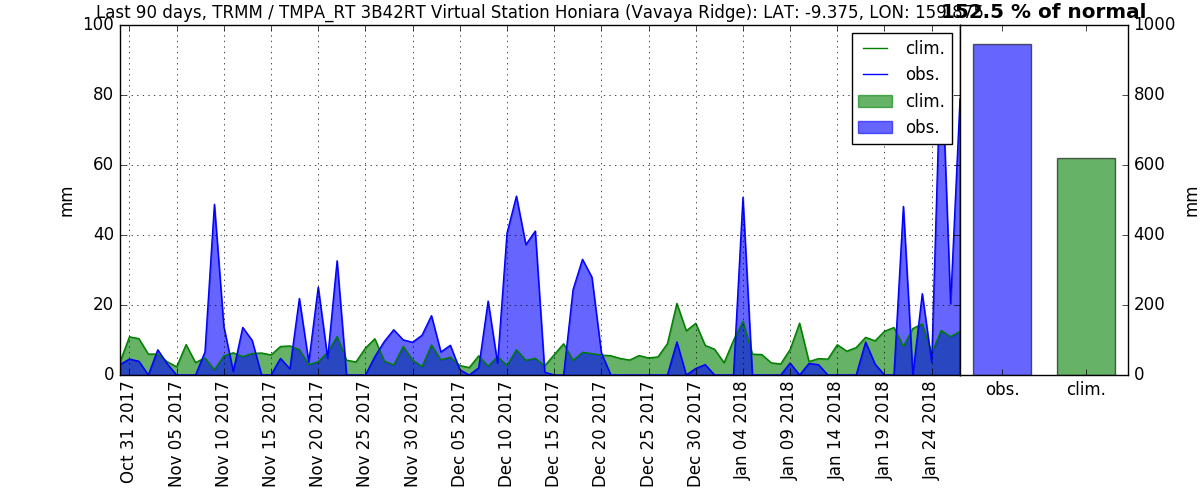 Last 90 days, TRMM / TMPA_RT 3B42RT Virtual Station Honiara (Vavaya Ridge): LAT: -9.375, LON:
152.5 % of normal
100
80
60
40
20
0
mm
clim.
obs.
clim.
obs.
1000
800
600
400
200
0
mm
obs.
clim.
Oct 31 2017
Nov 05 2017
Nov 10 2017
Nov 15 2017
Nov 20 2017
Nov 25 2017
Nov 30 2017
Dec 05 2017
Dec 10 2017
Dec 15 2017
Dec 20 2017
Dec 25 2017
Dec 30 2017
Jan 04 2018
Jan 09 2018
Jan 14 2018
Jan 19 2018
Jan 24 2018